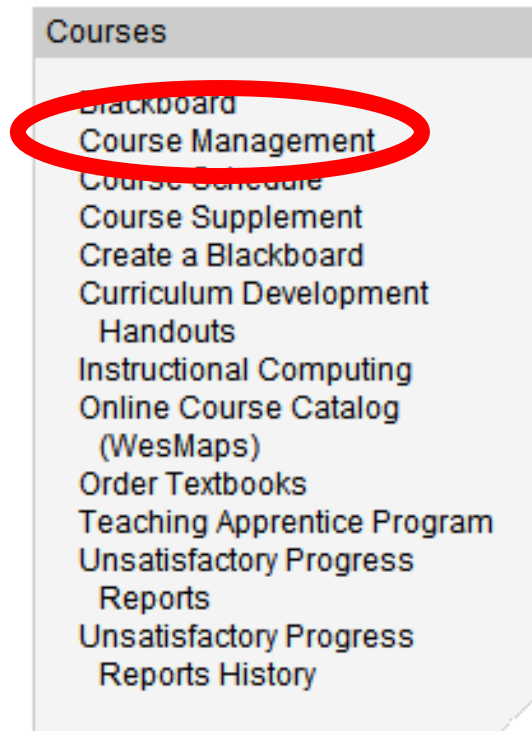 Courses
Blackboard
Course Management
Course Schedule
Course Supplement
Create a Blackboard
Curriculum Development
Handouts
Instructional Computing
Online Course Catalog
(WesMaps)
Order Textbooks
Teaching Apprentice Program
Unsatisfactory Progress
Reports
Unsatisfactory Progress
Reports History